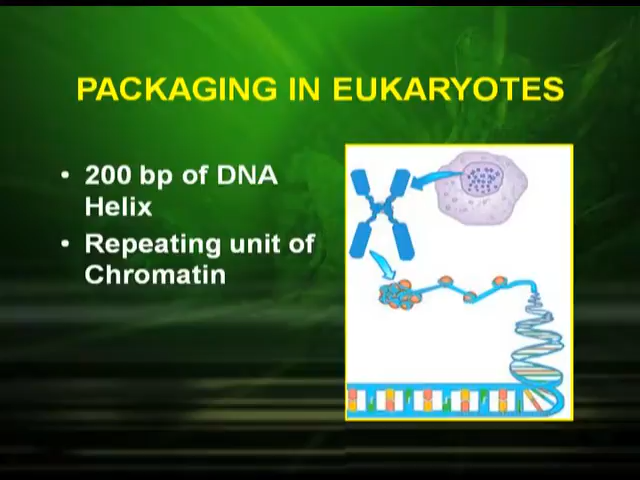 PACKAGING IN EUKARYOTES
• 200 bp of DNA
Helix
• Repeating unit of
Chromatin